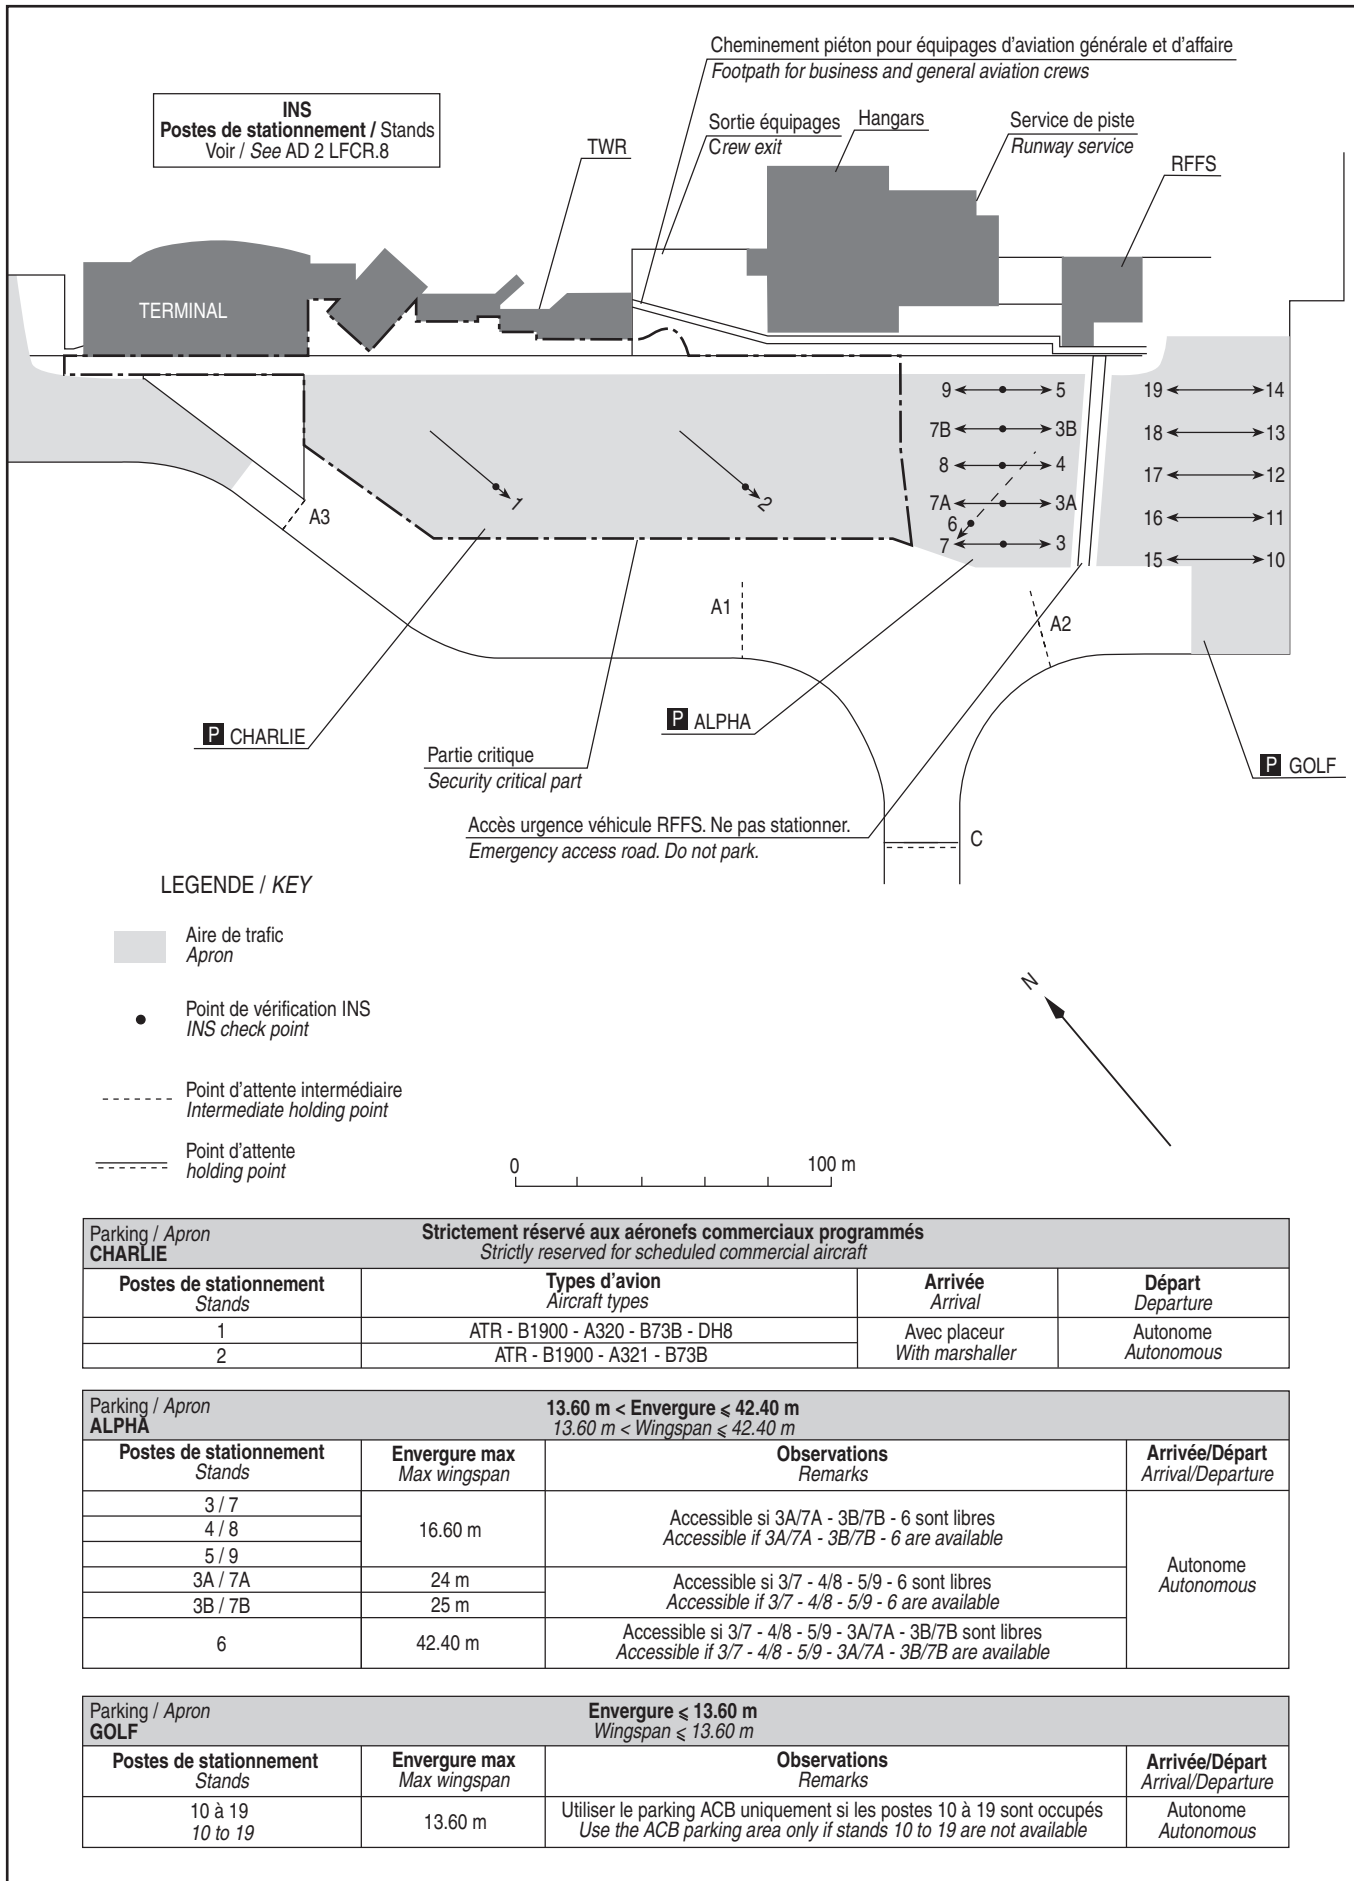 Cheminement piéton pour équipages d'aviation générale et d'affaire
Footpath for business and general aviation crews
INS
Postes de stationnement / Stands
Voir / See AD 2 LFCR.8
TWR
Sortie équipages
Crew exit
Hangars
Service de piste
Runway service
RFFS
TERMINAL
9 5 19 14
7B 3B 18 13
8 4 17 12
7A 3A 16 11
6
7 3 15 10
1
2
A3
A1
A2
P CHARLIE
P ALPHA
P GOLF
Partie critique
Security critical part
Accès urgence véhicule RFFS. Ne pas stationner.
Emergency access road. Do not park.
C
LEGENDE / KEY
Aire de trafic
Apron
Point de vérification INS
INS check point
Point d'attente intermédiaire
Intermediate holding point
Point d'attente
holding point
N
0 100 m
Parking / Apron
CHARLIE
Strictement réservé aux aéronefs commerciaux programmés
Strictly reserved for scheduled commercial aircraft
Postes de stationnement
Stands
Types d'avion
Aircraft types
Arrivée
Arrival
Départ
Departure
1
ATR - B1900 - A320 - B73B - DH8
2
ATR - B1900 - A321 - B73B
Avec placeur
With marshaller
Autonome
Autonomous
Parking / Apron
ALPHA
13.60 m < Envergure ⩽ 42.40 m
13.60 m < Wingspan ⩽ 42.40 m
Postes de stationnement
Stands
Envergure max
Max wingspan
Observations
Remarks
Arrivée/Départ
Arrival/Departure
3 / 7
4 / 8
5 / 9
16.60 m
Accessible si 3A/7A - 3B/7B - 6 sont libres
Accessible if 3A/7A - 3B/7B - 6 are available
3A / 7A
24 m
3B / 7B
25 m
Accessible si 3/7 - 4/8 - 5/9 - 6 sont libres
Accessible if 3/7 - 4/8 - 5/9 - 6 are available
6
42.40 m
Accessible si 3/7 - 4/8 - 5/9 - 3A/7A - 3B/7B sont libres
Accessible if 3/7 - 4/8 - 5/9 - 3A/7A - 3B/7B are available
Autonome
Autonomous
Parking / Apron
GOLF
Envergure ⩽ 13.60 m
Wingspan ⩽ 13.60 m
Postes de stationnement
Stands
Envergure max
Max wingspan
Observations
Remarks
Arrivée/Départ
Arrival/Departure
10 à 19
10 to 19
13.60 m
Utiliser le parking ACB uniquement si les postes 10 à 19 sont occupés
Use the ACB parking area only if stands 10 to 19 are not available
Autonome
Autonomous